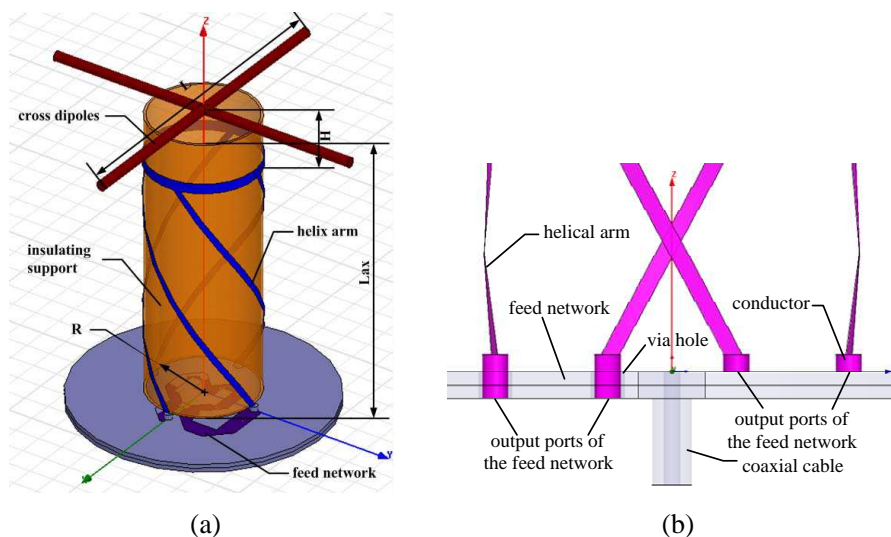 z
L
cross dipoles
H
insulating
support
helix arm
Lax
R
y
feed network
(a)
z
helical arm
feed network
via hole
conductor
output ports of
the feed network
output ports of
the feed network
coaxial cable
(b)